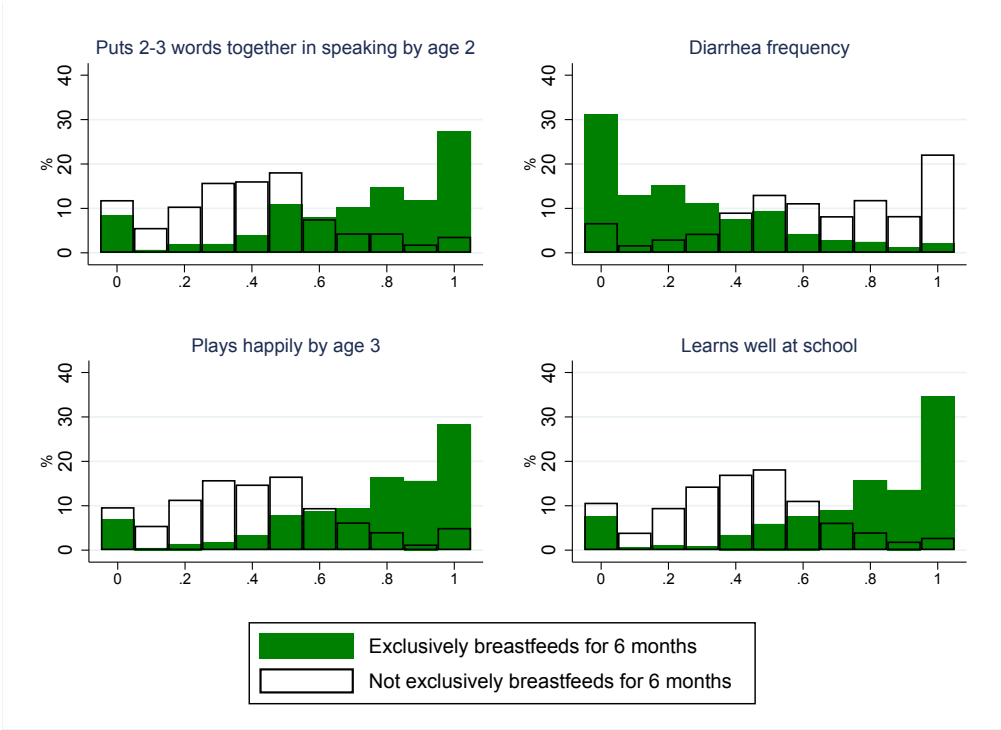 Puts 2-3 words together in speaking by age 2
%
40
30
20
10
0
0 .2 .4 .6 .8 1
Diarrhea frequency
%
40
30
20
10
0
0 .2 .4 .6 .8 1
Plays happily by age 3
%
40
30
20
10
0
0 .2 .4 .6 .8 1
Learns well at school
%
40
30
20
10
0
0 .2 .4 .6 .8 1
Exclusively breastfeeds for 6 months
Not exclusively breastfeeds for 6 months